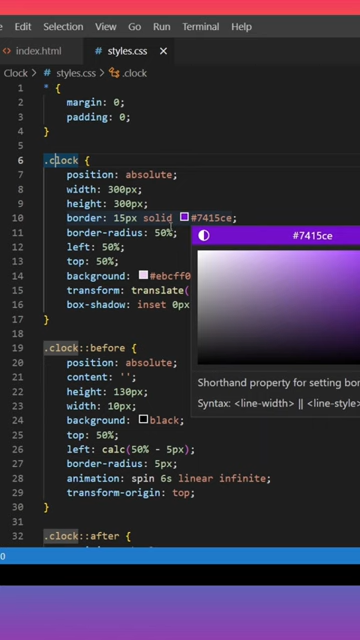 e Edit Selection View Go Run Terminal Help
<> index.html # styles.css ×
Clock > # styles.css > .clock
1 * {
2 margin: 0;
3 padding: 0;
4 }
5
6 .clock {
7 position: absolute;
8 width: 300px;
9 height: 300px;
10 border: 15px solid #7415ce;
11 border-radius: 50%;
12 left: 50%;
13 top: 50%;
14 background: #ebcff0
15 transform: translate(
16 box-shadow: inset 0px
17 }
#7415ce
Shorthand property for setting bor
Syntax: <line-width> || <line-style>
18
19 .clock::before {
20 position: absolute;
21 content: '';
22 height: 130px;
23 width: 10px;
24 background: black;
25 top: 50%;
26 left: calc(50% - 5px);
27 border-radius: 5px;
28 animation: spin 6s linear infinite;
29 transform-origin: top;
30 }
31
32 .clock::after {
0